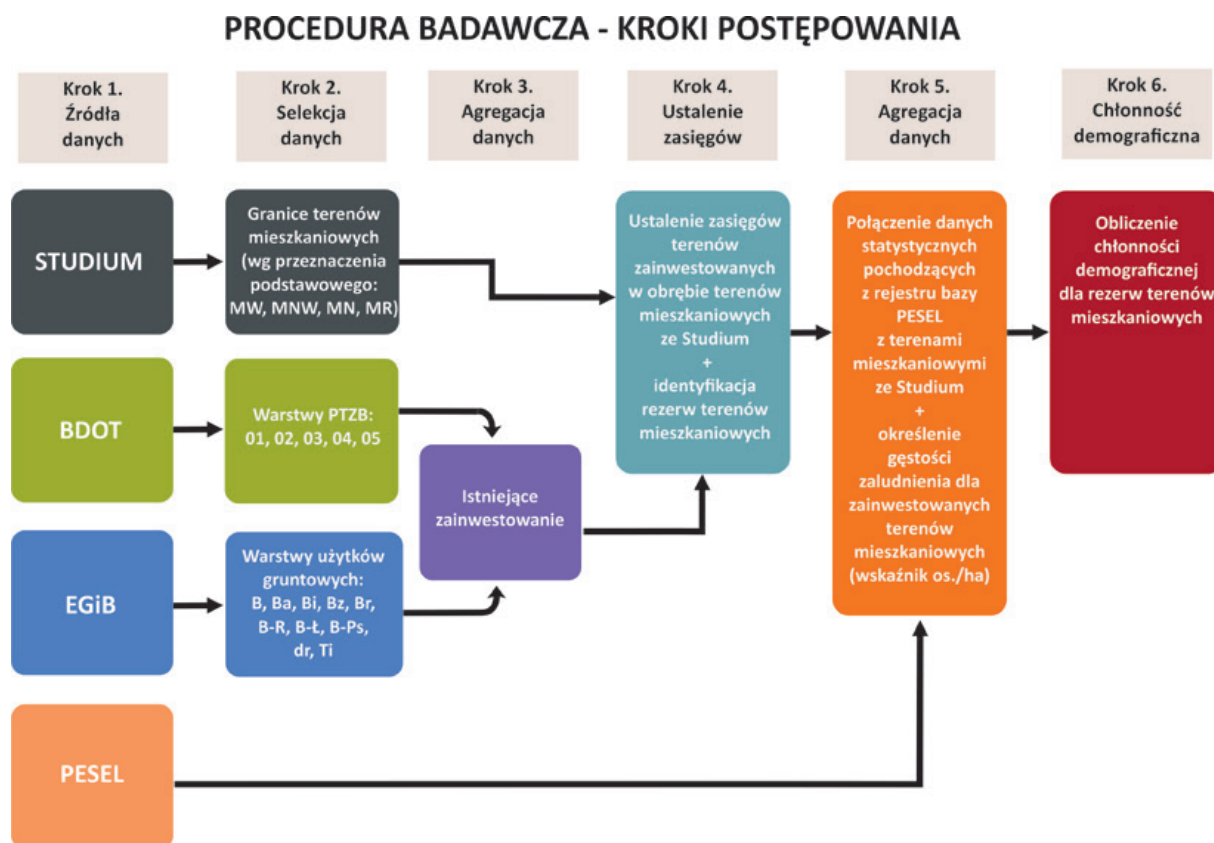 PROCEDURA BADAWCZA - KROKI POSTĘPOWANIA
Krok 1.
Źródła
danych
Krok 2.
Selekcja
danych
Krok 3.
Agregacja
danych
Krok 4.
Ustalenie
zasięgów
Krok 5.
Agregacja
danych
Krok 6.
Chłonność
demograficzna
STUDIUM
Granice terenów
mieszkaniowych
(wg przeznaczenia
podstawowego:
MW, MNW, MN, MR)
BDOT
Warstwy PTZB:
01, 02, 03, 04, 05
EGiB
Warstwy użytków
gruntowych:
B, Ba, Bi, Bz, Br,
B-R, B-Ł, B-Ps,
dr, Ti
PESEL
Istniejące
zainwestowanie
Ustalenie zasięgów
terenów
zainwestowanych
w obrębie terenów
mieszkaniowych
ze Studium
+
identyfikacja
rezerw terenów
mieszkaniowych
Połączenie danych
statystycznych
pochodzących
z rejestru bazy
PESEL
z terenami
mieszkaniowymi
ze Studium
+
określenie
gęstości
zaludnienia dla
zainwestowanych
terenów
mieszkaniowych
(wskaźnik os./ha)
Obliczenie
chłonności
demograficznej
dla rezerw terenów
mieszkaniowych